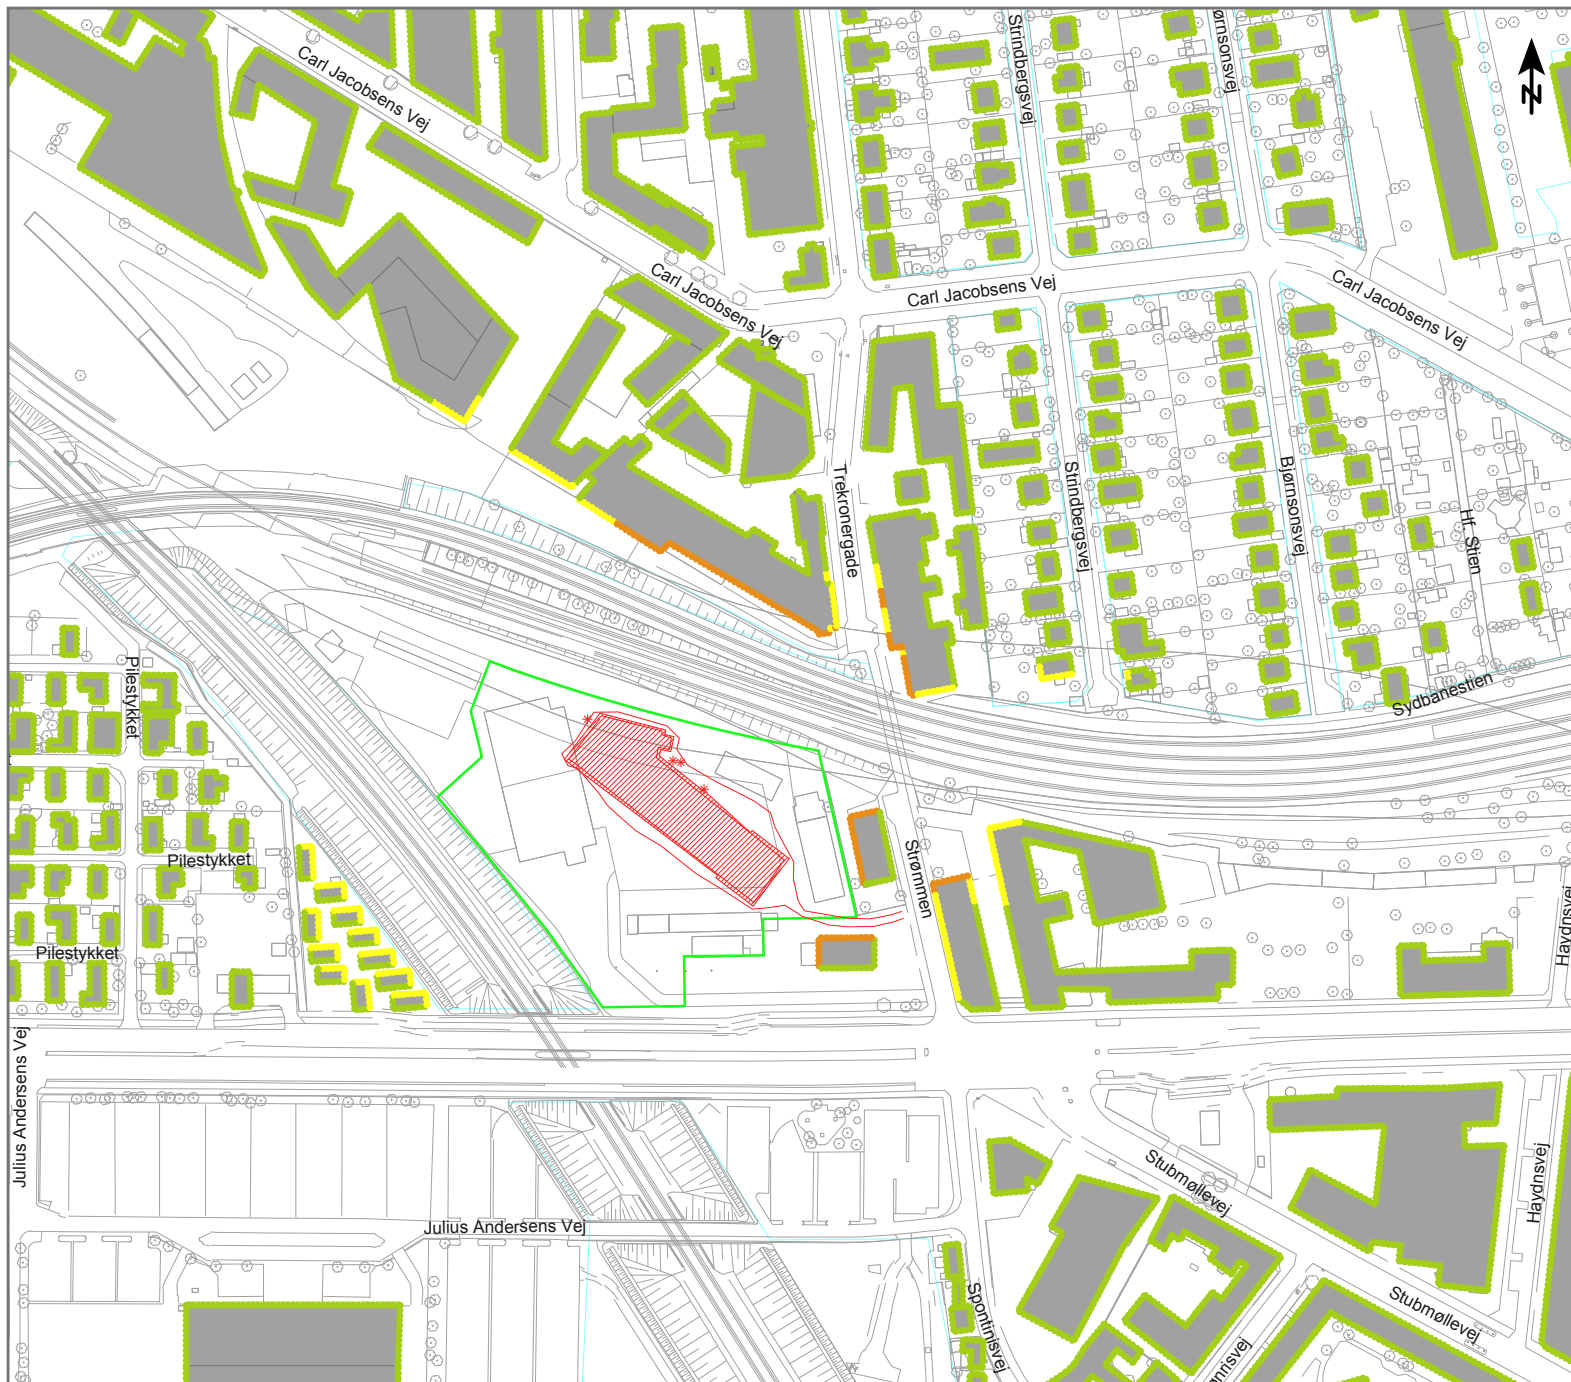 Carl Jacobsens Vej
Strindbergsvej
ørnsonsvej
N
Carl Jacobsens Vej
Carl Jacobsens Vej
Carl Jacobsens Vej
Trekronergade
Strindbergsvej
Bjørnsonsvej
Hf. Stien
Sydbanestien
Pilestykket
Pilestykket
Pilestykket
Strømmen
Haydnsvej
Julius Andersens Vej
Julius Andersens Vej
Stubmøllevej
Haydnsvej
Spontinisvej
Stubmøllevej
ønrisvej